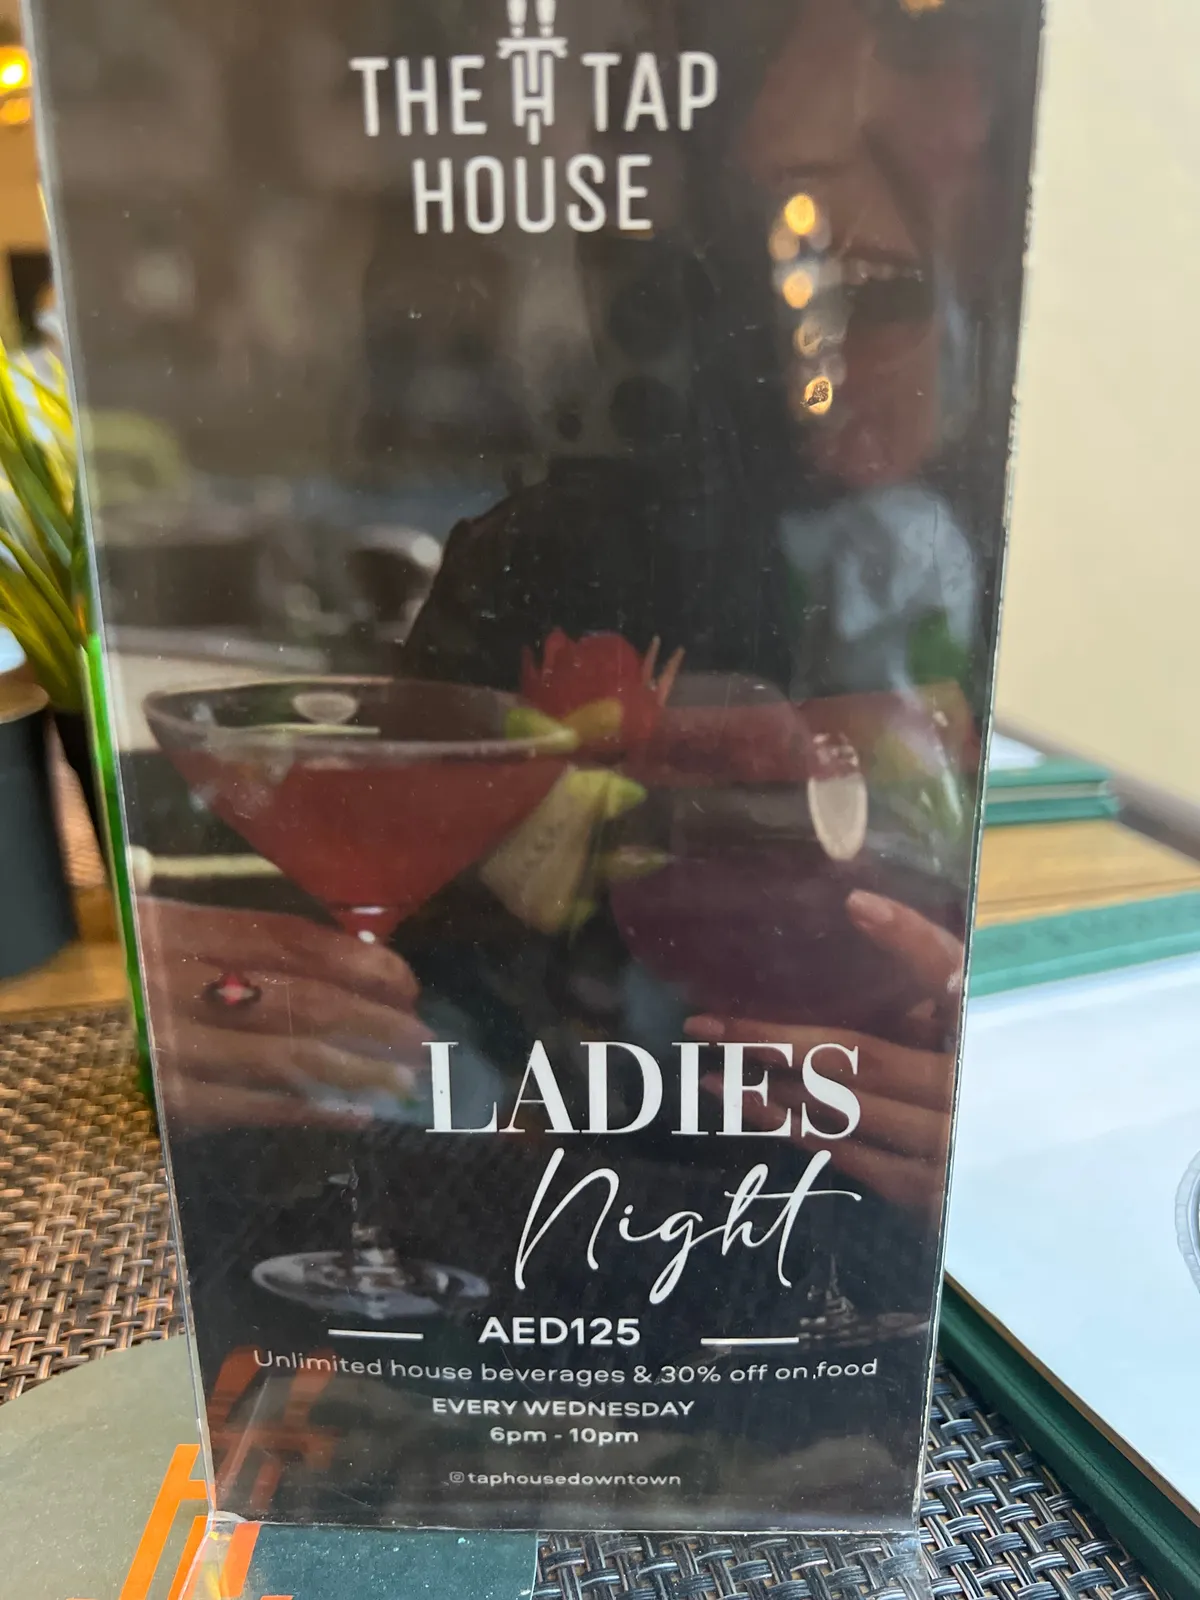 THE TAP
HOUSE
LADIES
Night
AED125
Unlimited house beverages & 30% off on food
EVERY WEDNESDAY
6pm - 10pm
@taphousedowntown